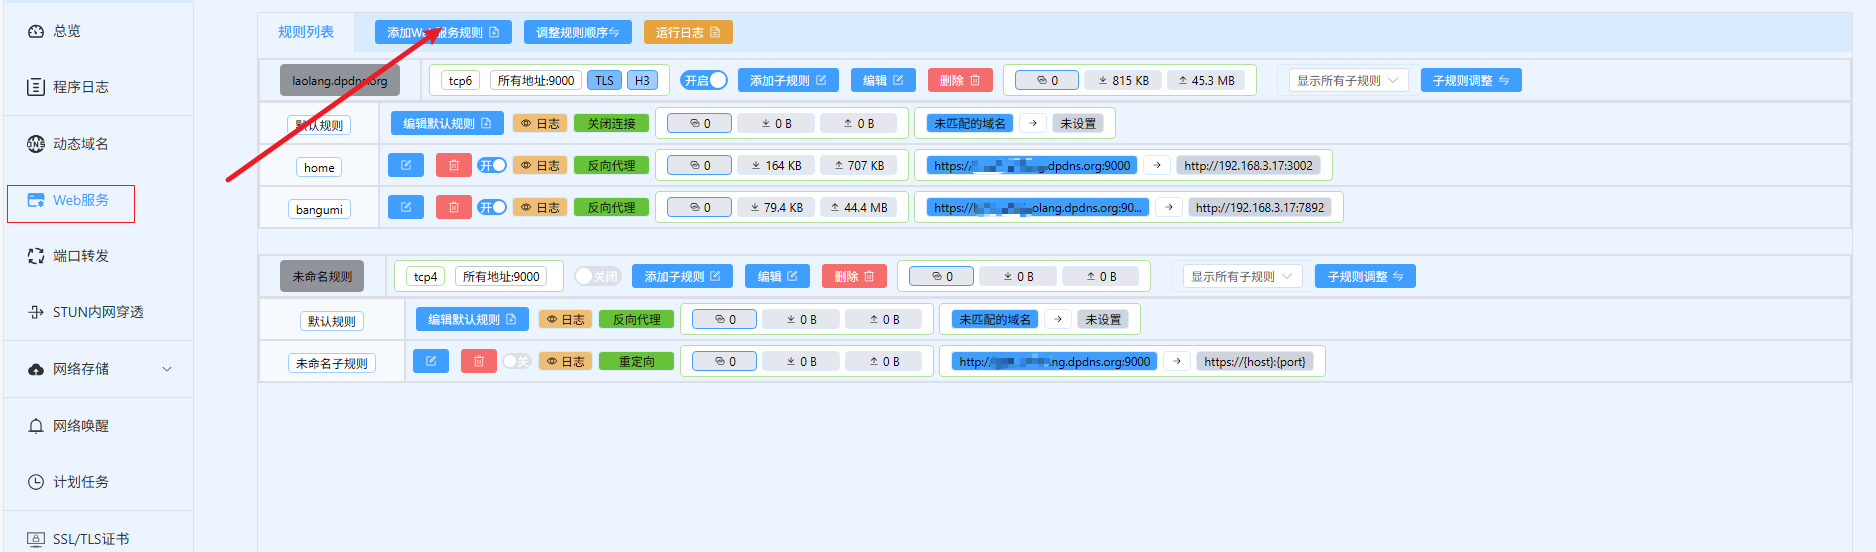 总览
程序日志
动态域名
Web服务
端口转发
STUN内网穿透
网络存储
网络唤醒
计划任务
SSL/TLS证书
规则列表 添加Web服务规则 调整规则顺序 运行日志
laolang.dpdns.org tcp6 所有地址:9000 TLS H3 开启 添加子规则 编辑 删除 0 815 KB 45.3 MB 显示所有子规则 子规则调整
默认规则 编辑默认规则 日志 关闭连接 0 0 B 0 B 未匹配的域名 → 未设置
home 开 日志 反向代理 0 164 KB 707 KB https:/ .dpdns.org:9000 → http://192.168.3.17:3002
bangumi 开 日志 反向代理 0 79.4 KB 44.4 MB https:// olang.dpdns.org:90... → http://192.168.3.17:7892
未命名规则 tcp4 所有地址:9000 关闭 添加子规则 编辑 删除 0 0 B 0 B 显示所有子规则 子规则调整
默认规则 编辑默认规则 日志 反向代理 0 0 B 0 B 未匹配的域名 → 未设置
未命名子规则 关 日志 重定向 0 0 B 0 B http:/ ng.dpdns.org:9000 → https://{host}:{port}